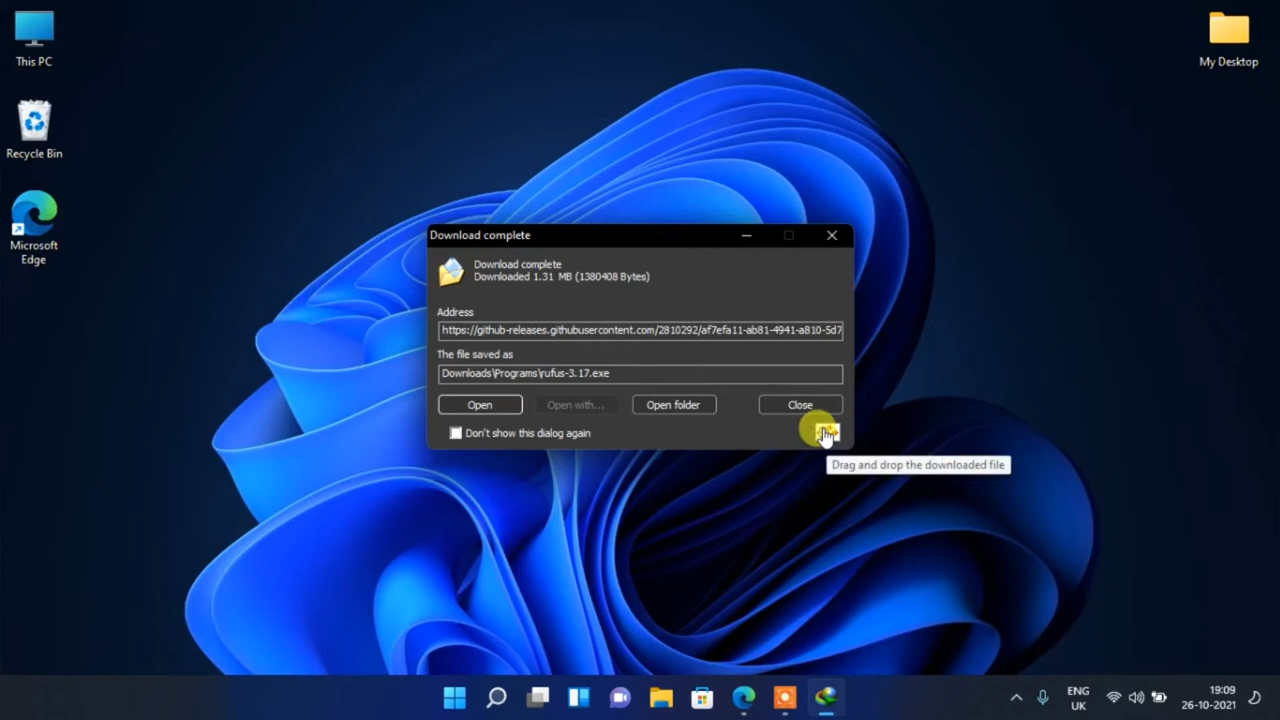 This PC
My Desktop
Recycle Bin
Microsoft
Edge
Download complete
Download complete
Downloaded 1.31 MB (1380408 Bytes)
Address
https://github-releases.githubusercontent.com/2810292/af7efa11-ab81-4941-a810-5d7
The file saved as
Downloads\Programs\rufus-3.17.exe
Open
Open with...
Open folder
Close
Don't show this dialog again
Drag and drop the downloaded file
ENG
UK
19:09
26-10-2021